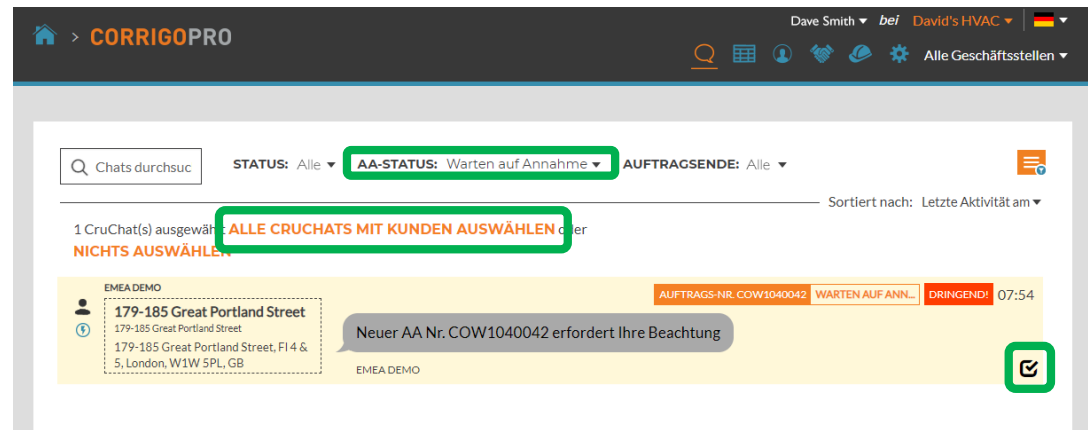 Dave Smith bei David's HVAC
> CORRIGOPRO
Alle Geschäftsstellen
Chats durchsuc
STATUS: Alle
AA-STATUS: Warten auf Annahme
AUFTRAGSENDE: Alle
Sortiert nach: Letzte Aktivität am
1 CruChat(s) ausgewählt ALLE CRUCHATS MIT KUNDEN AUSWÄHLEN oder
NICHTS AUSWÄHLEN
EMEA DEMO
179-185 Great Portland Street
179-185 Great Portland Street
179-185 Great Portland Street, Fl 4 &
5, London, W1W 5PL, GB
AUFTRAGS-NR. COW1040042 WARTEN AUF ANN... DRINGEND! 07:54
Neuer AA Nr. COW1040042 erfordert Ihre Beachtung
EMEA DEMO